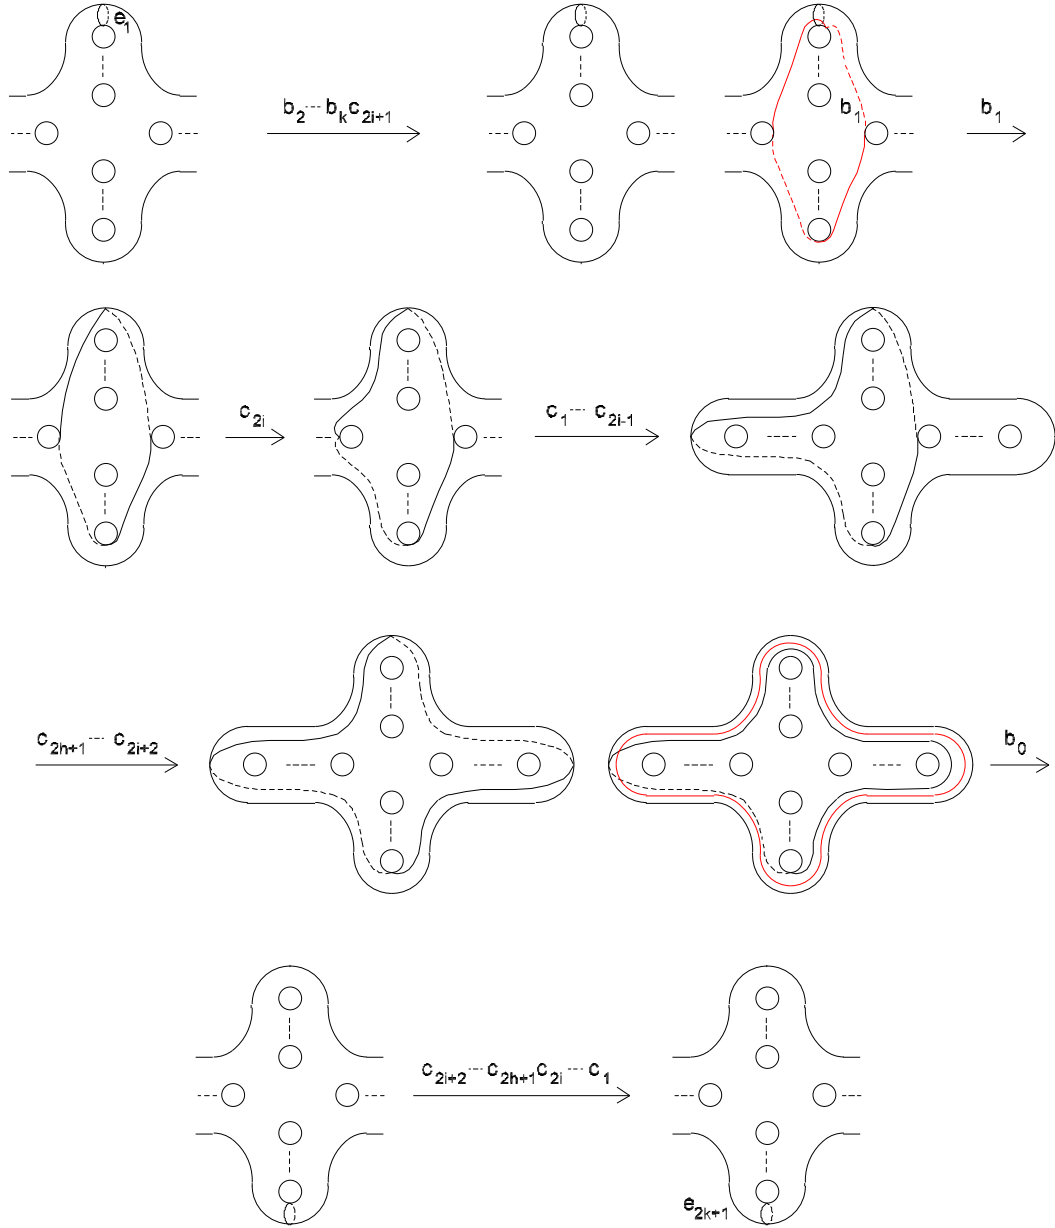 e₁
b₂ ··· bₖc₂ᵢ₊₁
b₁
b₁
c₂ᵢ
c₁ ··· c₂ᵢ₋₁
c₂ₕ₊₁ ··· c₂ᵢ₊₂
b₀
c₂ᵢ₊₂ ··· c₂ₕ₊₁c₂ᵢ ··· c₁
e₂ₖ₊₁